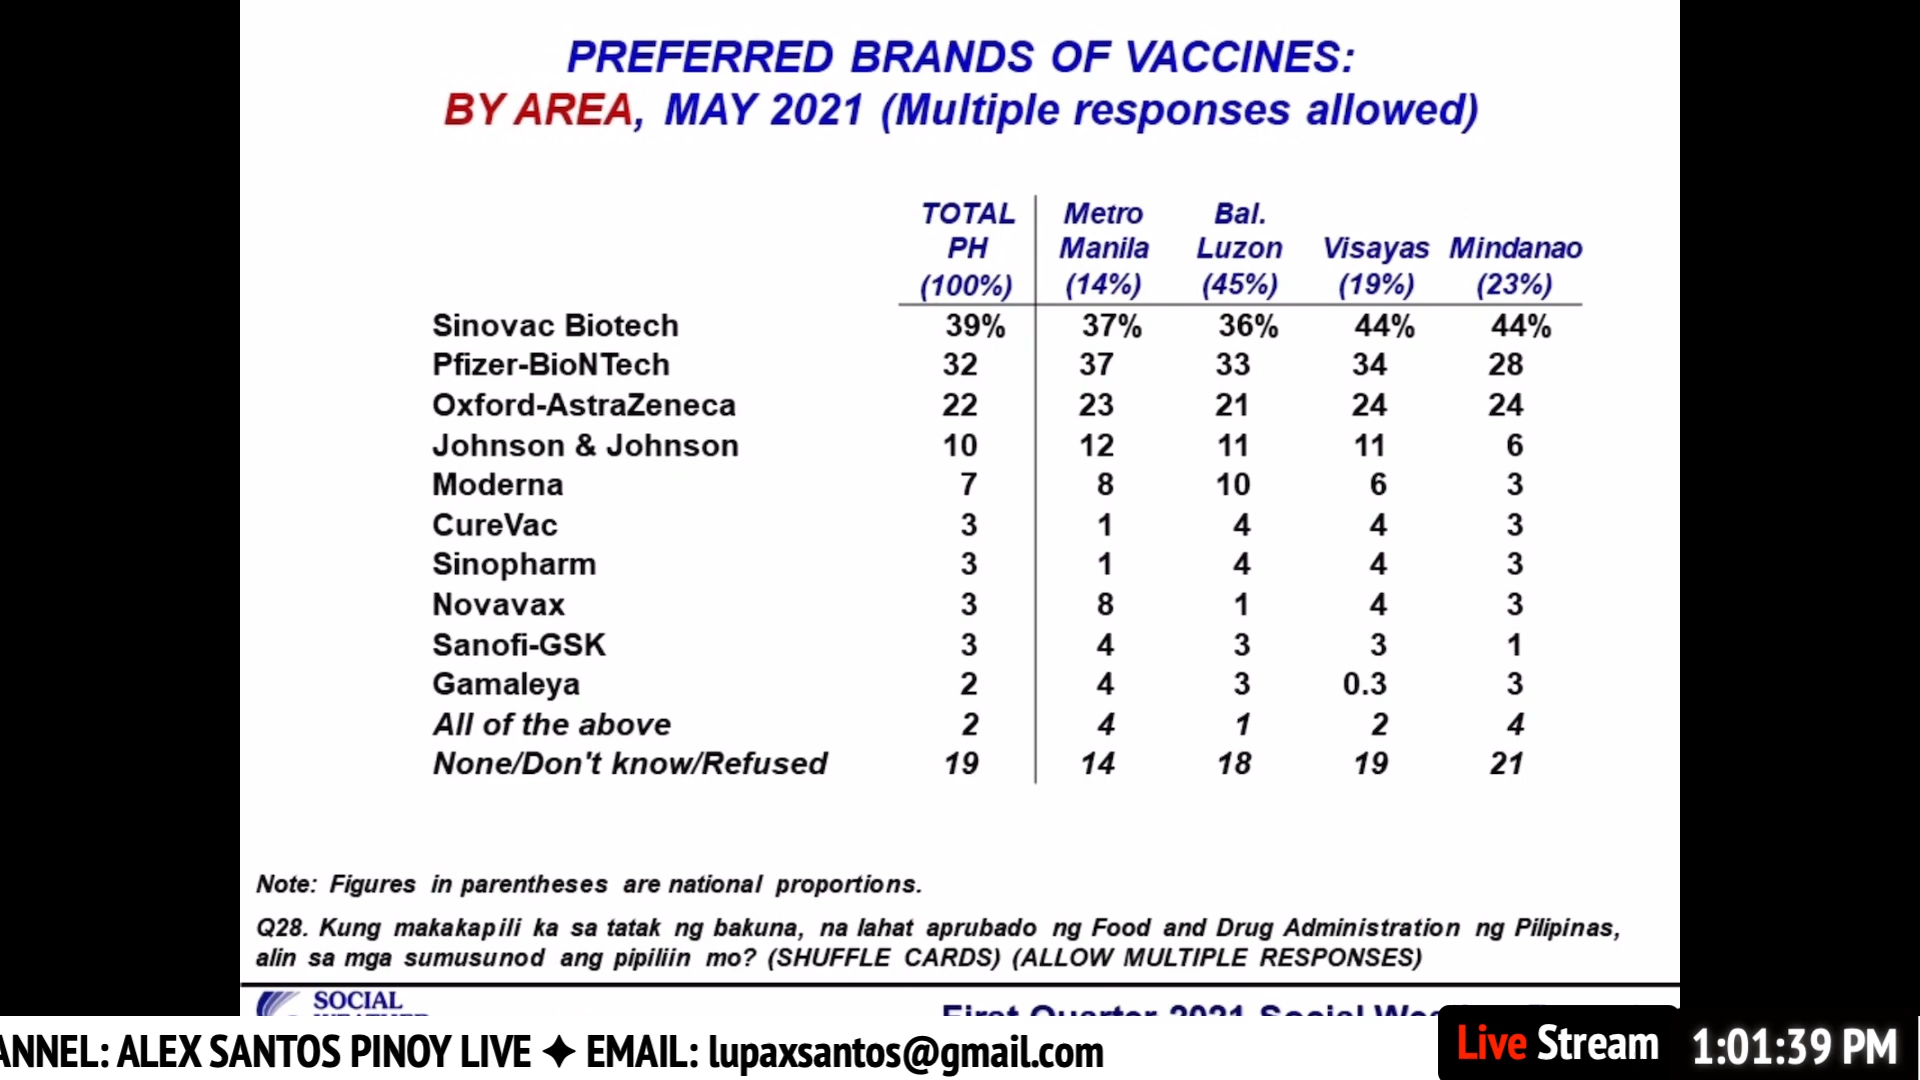 PREFERRED BRANDS OF VACCINES:
BY AREA, MAY 2021 (Multiple responses allowed)
TOTAL PH (100%) Metro Manila (14%) Bal. Luzon (45%) Visayas (19%) Mindanao (23%)
Sinovac Biotech 39% 37% 36% 44% 44%
Pfizer-BioNTech 32 37 33 34 28
Oxford-AstraZeneca 22 23 21 24 24
Johnson & Johnson 10 12 11 11 6
Moderna 7 8 10 6 3
CureVac 3 1 4 4 3
Sinopharm 3 1 4 4 3
Novavax 3 8 1 4 3
Sanofi-GSK 3 4 3 3 1
Gamaleya 2 4 3 0.3 3
All of the above 2 4 1 2 4
None/Don't know/Refused 19 14 18 19 21
Note: Figures in parentheses are national proportions.
Q28. Kung makakapili ka sa tatak ng bakuna, na lahat aprubado ng Food and Drug Administration ng Pilipinas,
alin sa mga sumusunod ang pipiliin mo? (SHUFFLE CARDS) (ALLOW MULTIPLE RESPONSES)
SOCIAL
First Quarter 2021 Social
ANNEL: ALEX SANTOS PINOY LIVE ✦ EMAIL: lupaxsantos@gmail.com
Live Stream 1:01:39 PM